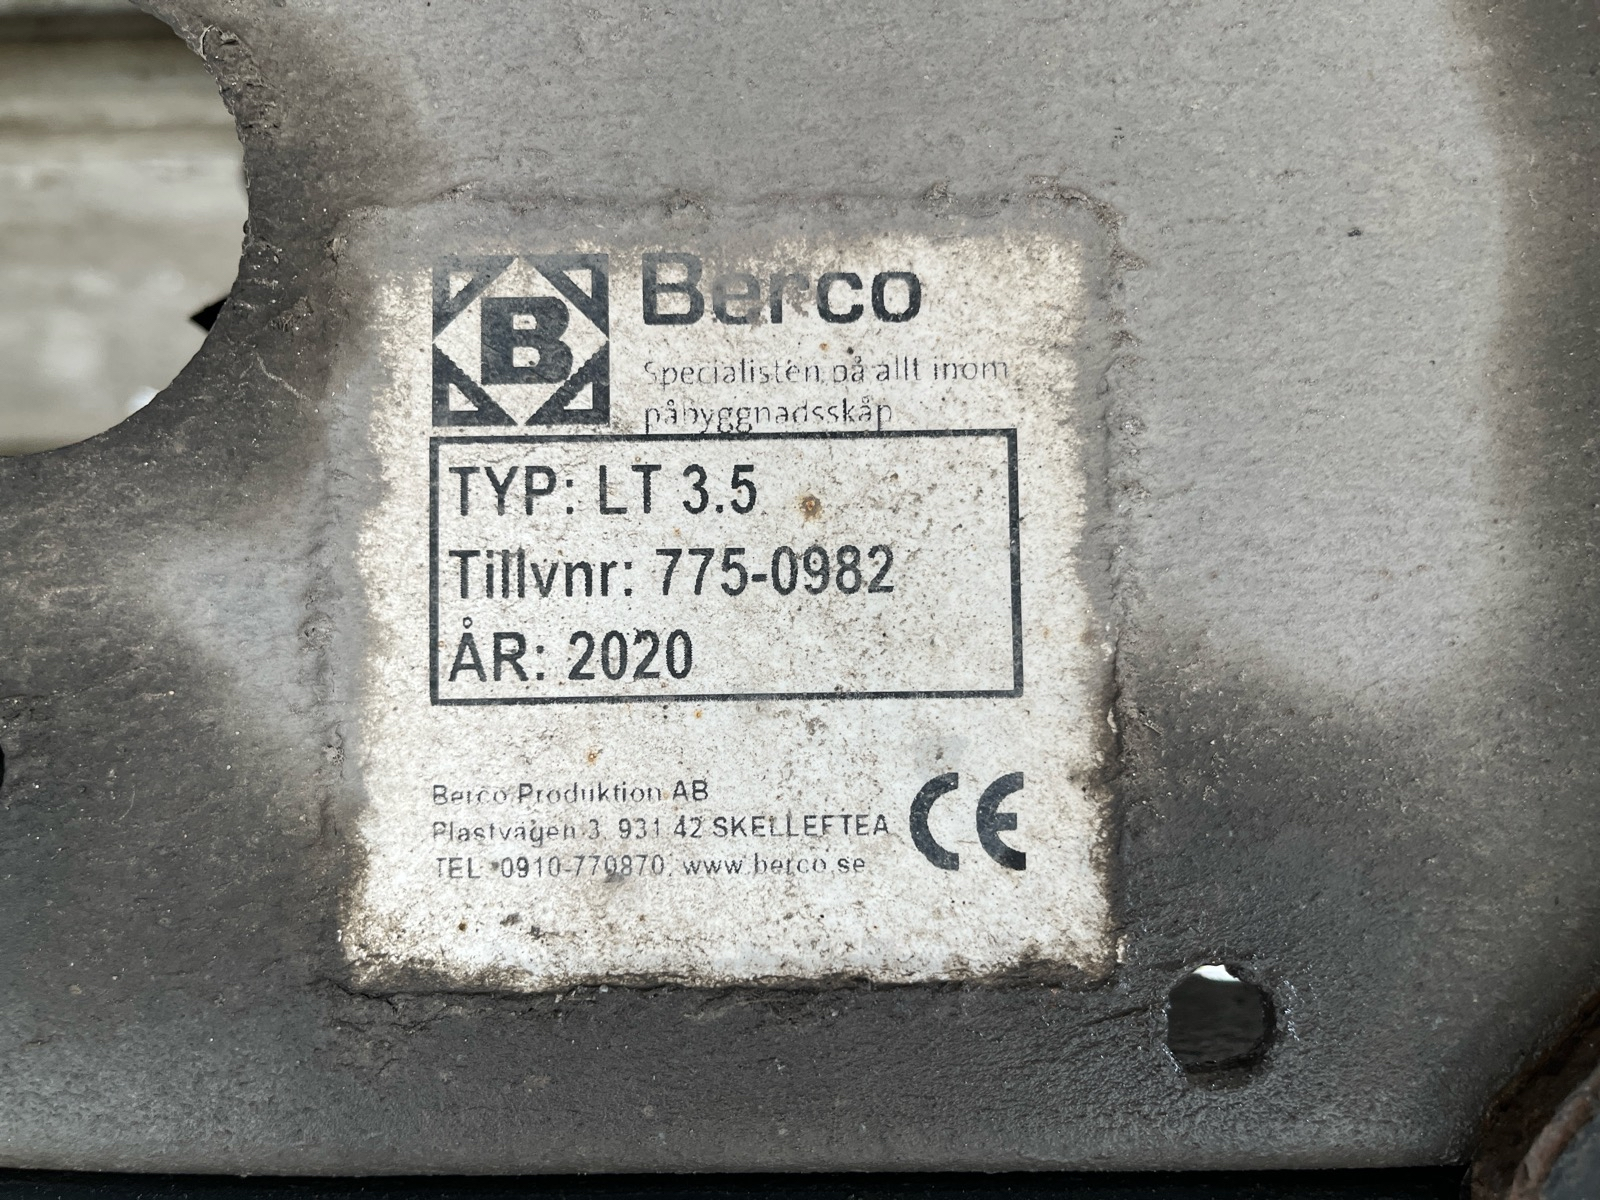 B
Berco
Specialisten på allt inom
påbyggnadsskåp
TYP: LT 3.5
Tillvnr: 775-0982
ÅR: 2020
Berco Produktion AB
Plastvägen 3, 931 42 SKELLEFTEA
TEL 0910-770870, www.berco.se
CE